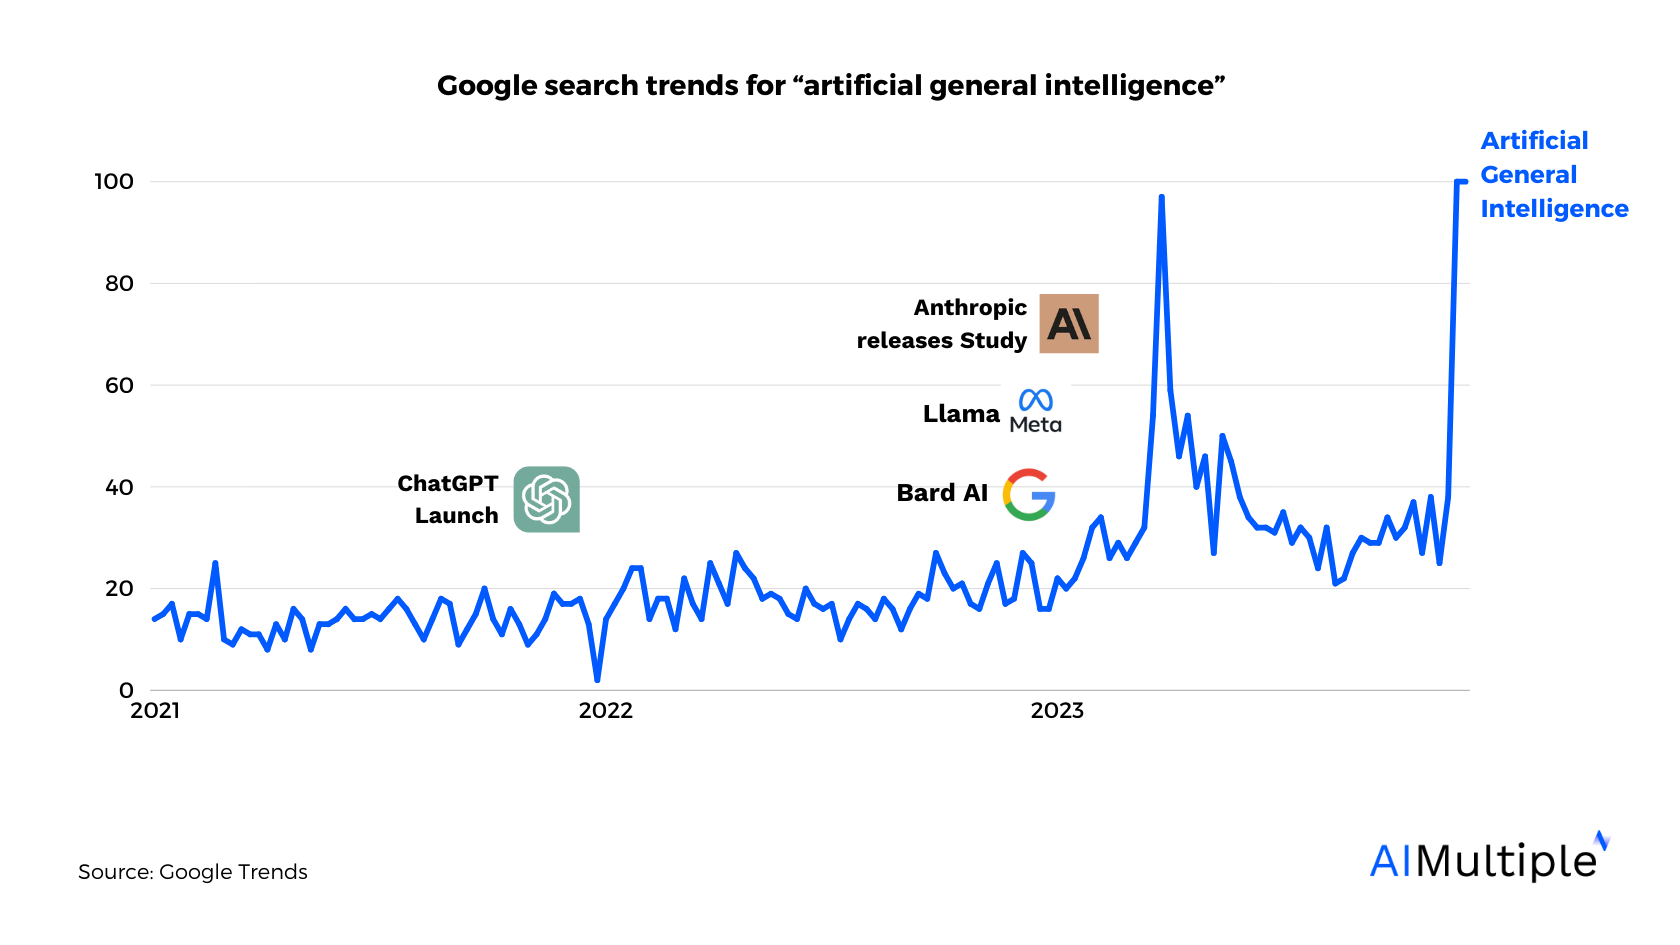 Google search trends for “artificial general intelligence”
Artificial
General
Intelligence
100
80
60
40
20
0
Anthropic
releases Study
Llama
Meta
Bard AI
ChatGPT
Launch
2021
2022
2023
Source: Google Trends
AIMultiple